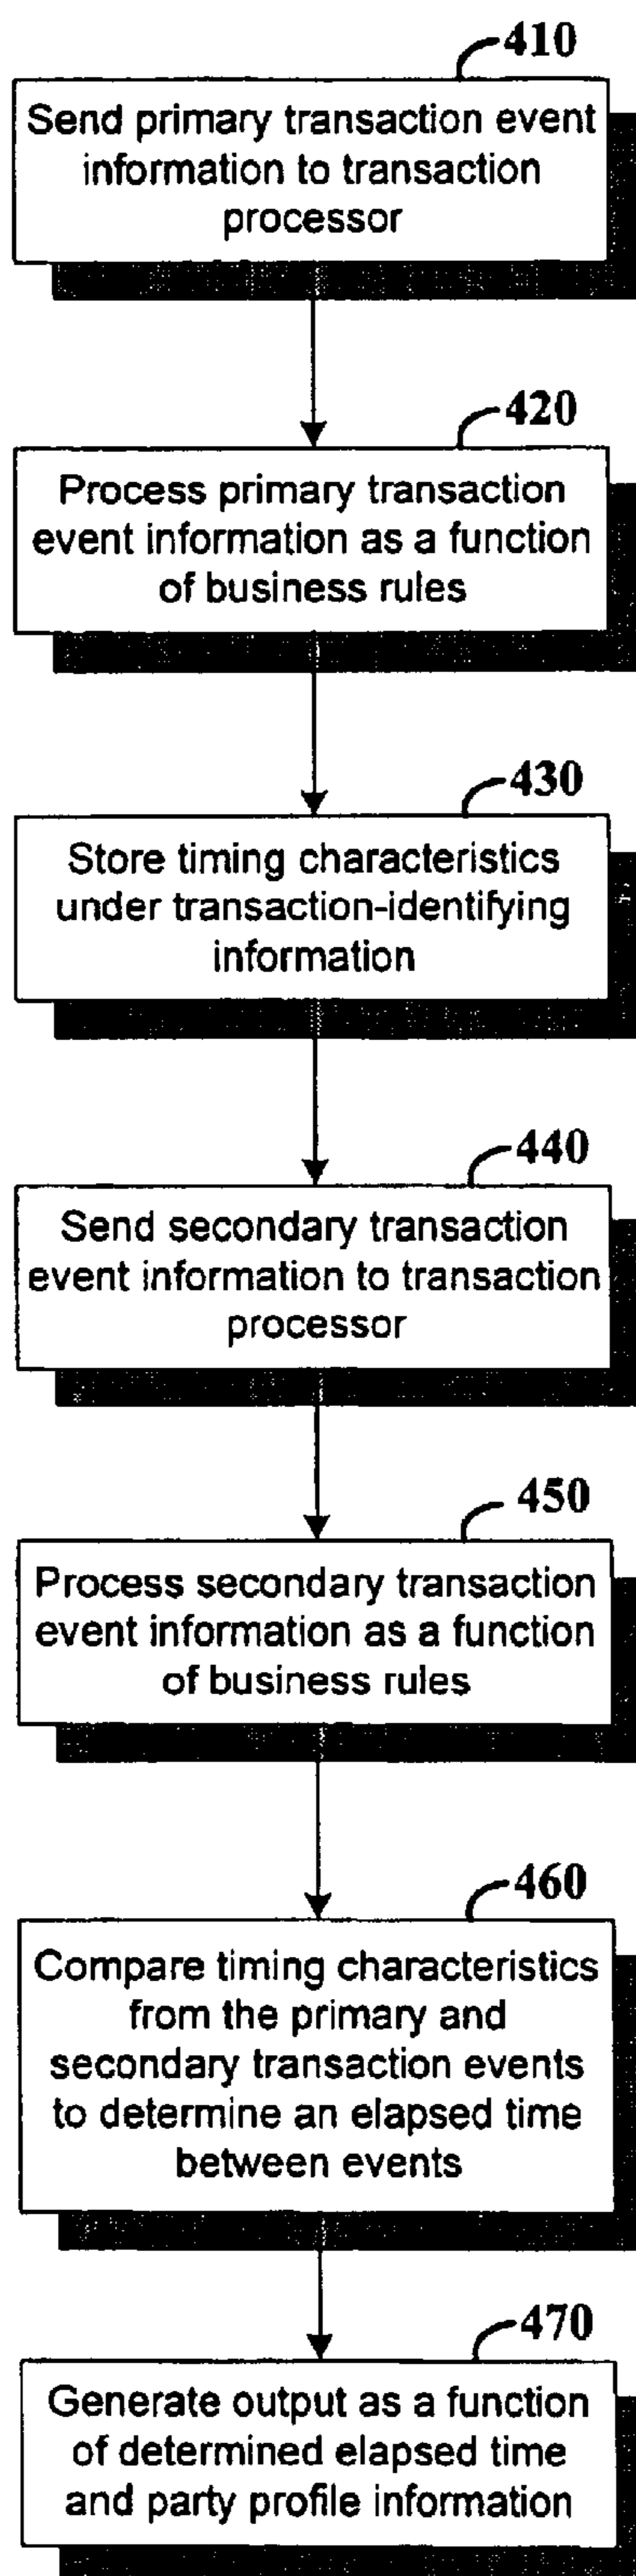 410
Send primary transaction event
information to transaction
processor
420
Process primary transaction
event information as a function
of business rules
430
Store timing characteristics
under transaction-identifying
information
440
Send secondary transaction
event information to transaction
processor
450
Process secondary transaction
event information as a function
of business rules
460
Compare timing characteristics
from the primary and
secondary transaction events
to determine an elapsed time
between events
470
Generate output as a function
of determined elapsed time
and party profile information